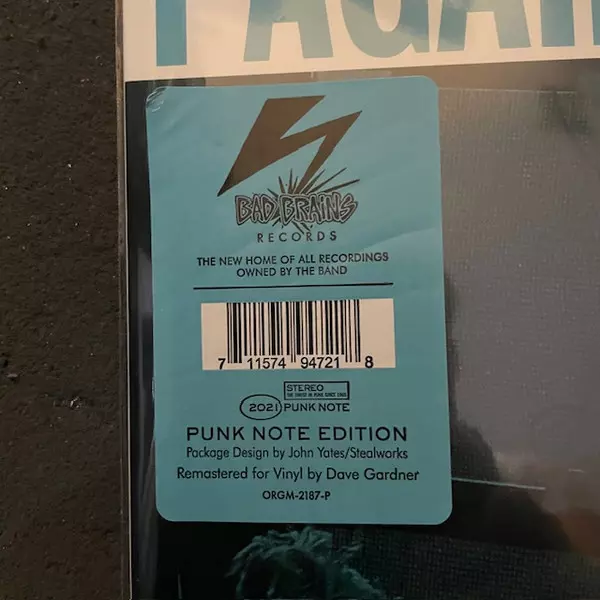 BAD BRAINS
RECORDS
THE NEW HOME OF ALL RECORDINGS
OWNED BY THE BAND
7 11574 94721 8
STEREO
2021 PUNK NOTE
PUNK NOTE EDITION
Package Design by John Yates/Stealworks
Remastered for Vinyl by Dave Gardner
ORGM-2187-P